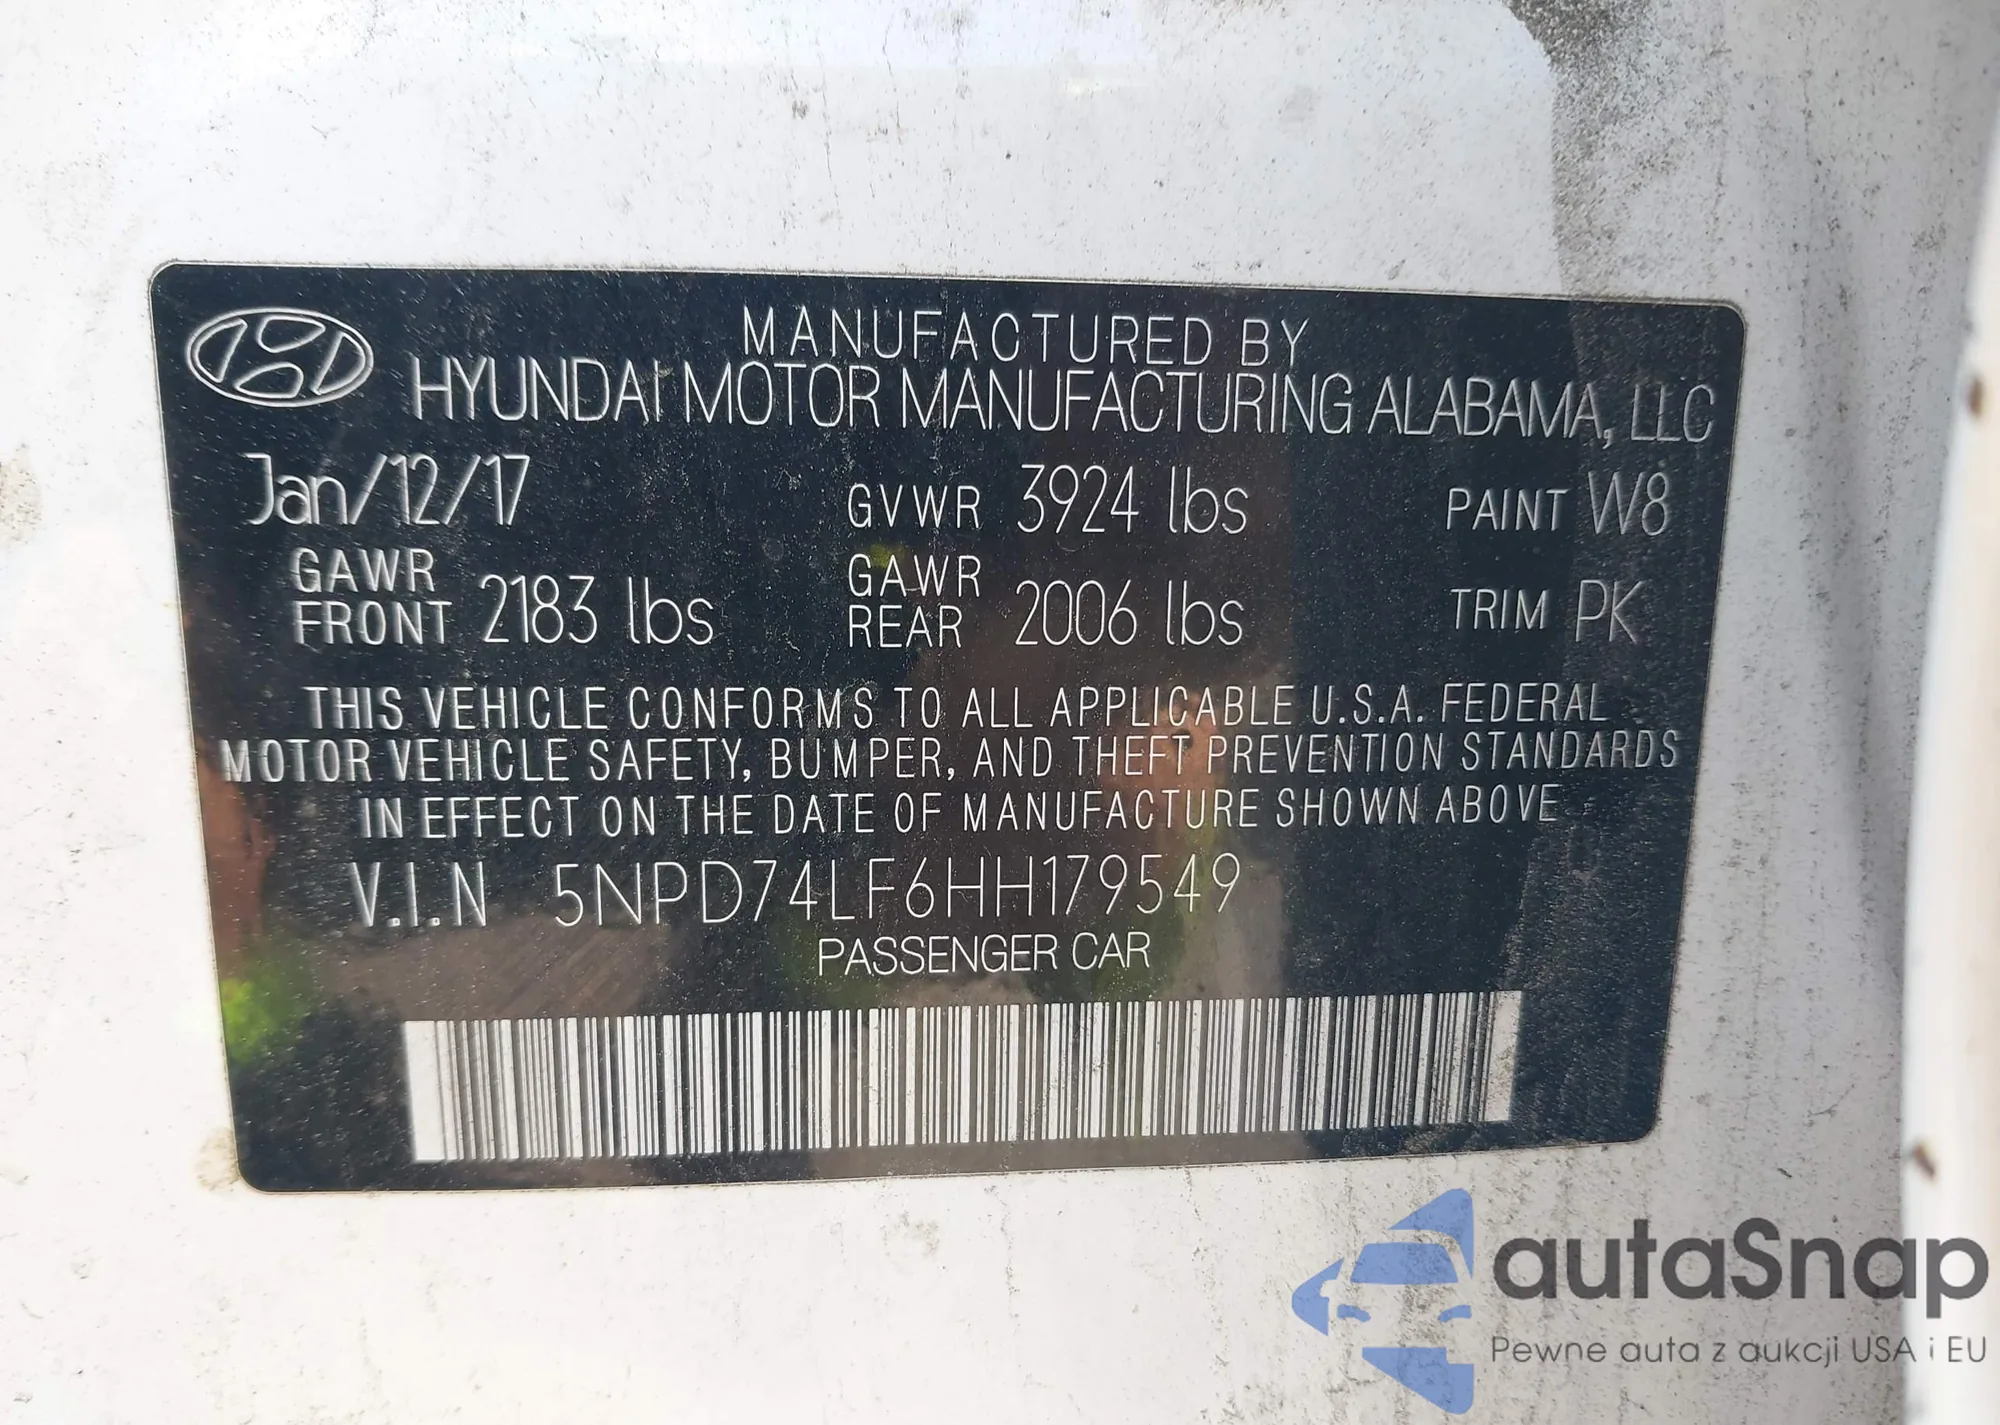 MANUFACTURED BY
HYUNDAI MOTOR MANUFACTURING ALABAMA, LLC
Jan/12/17 GVWR 3924 lbs PAINT W8
GAWR FRONT 2183 lbs GAWR REAR 2006 lbs TRIM PK
THIS VEHICLE CONFORMS TO ALL APPLICABLE U.S.A. FEDERAL
MOTOR VEHICLE SAFETY, BUMPER, AND THEFT PREVENTION STANDARDS
IN EFFECT ON THE DATE OF MANUFACTURE SHOWN ABOVE
V.I.N 5NPD74LF6HH179549
PASSENGER CAR
autaSnap
Pewne auta z aukcji USA i EU